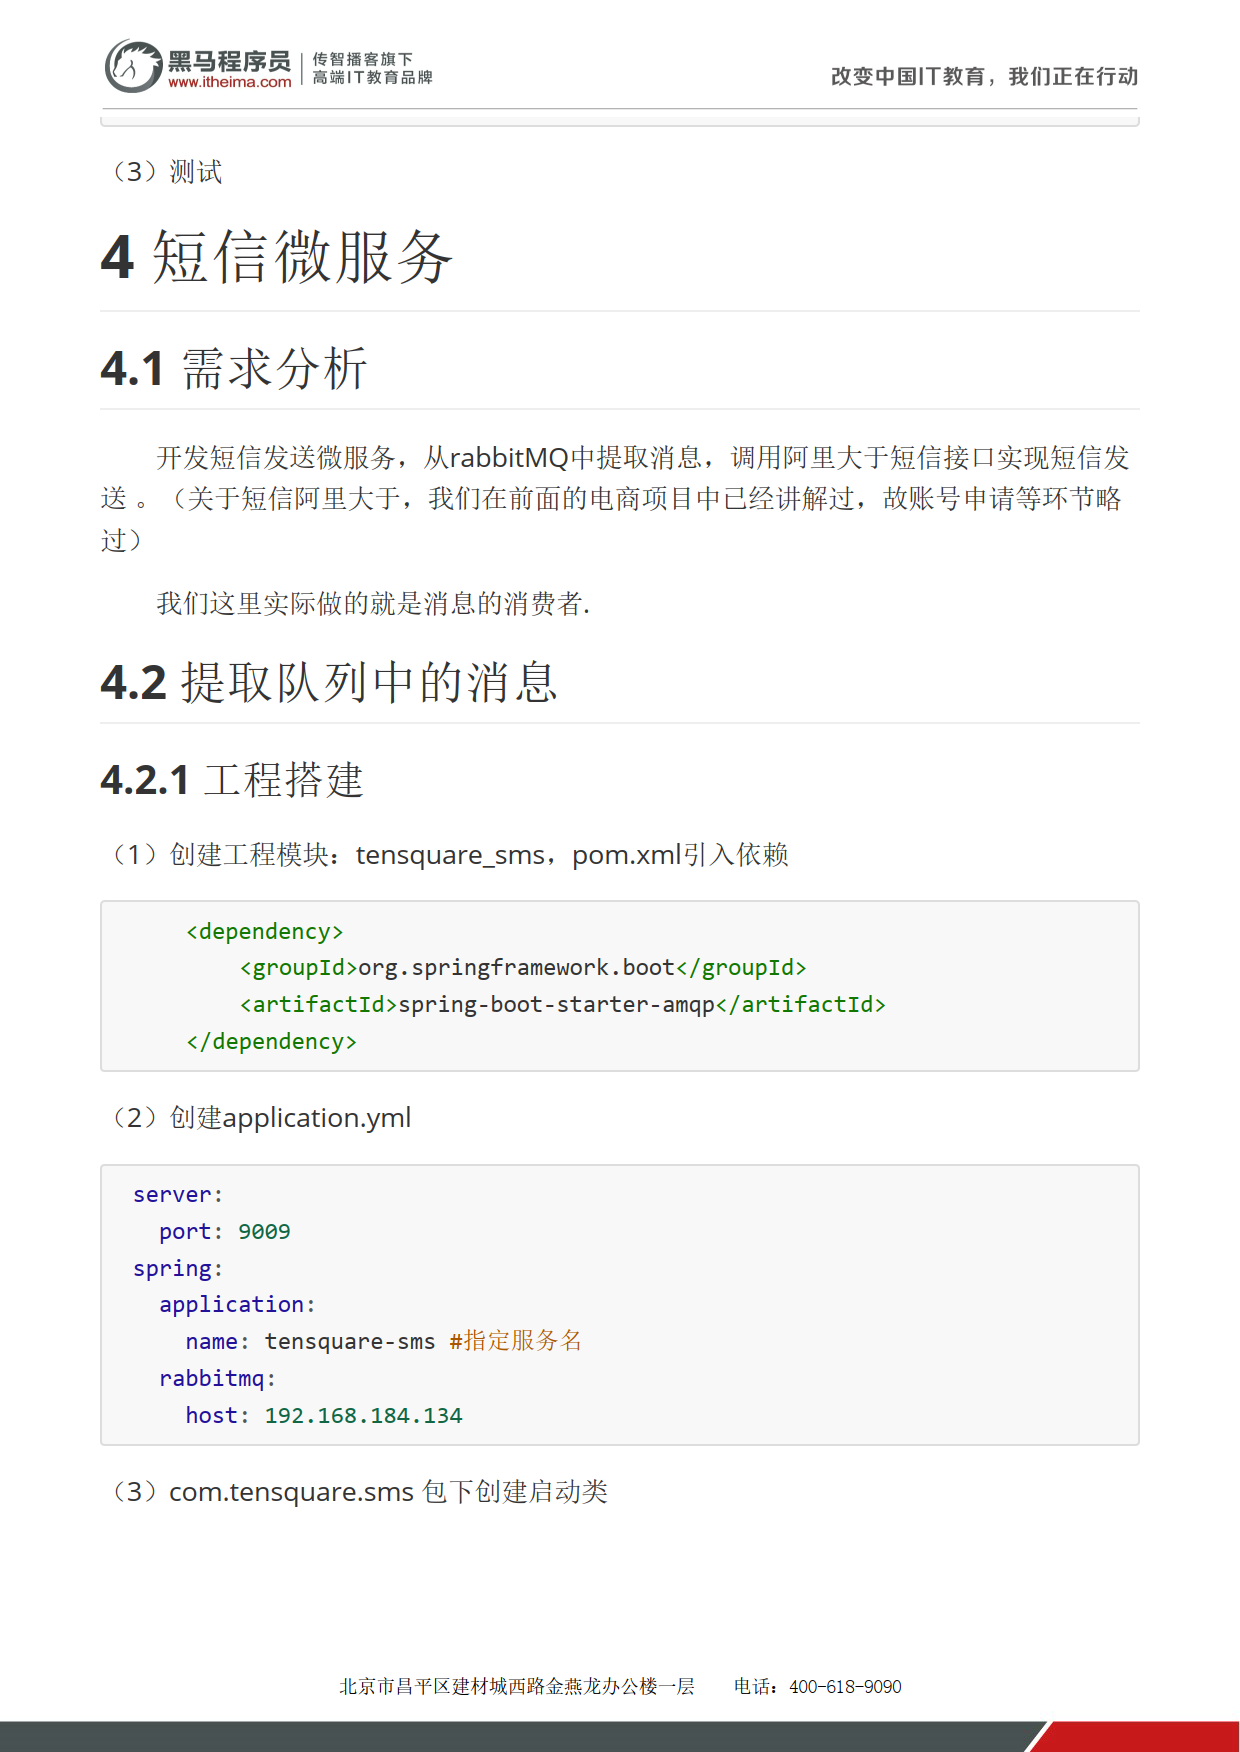 黑马程序员
www.itheima.com
传智播客旗下
高端IT教育品牌
改变中国IT教育，我们正在行动
（3）测试
4 短信微服务
4.1 需求分析
开发短信发送微服务，从rabbitMQ中提取消息，调用阿里大于短信接口实现短信发
送 。（关于短信阿里大于，我们在前面的电商项目中已经讲解过，故账号申请等环节略
过）
我们这里实际做的就是消息的消费者.
4.2 提取队列中的消息
4.2.1 工程搭建
（1）创建工程模块：tensquare_sms，pom.xml引入依赖
<dependency>
    <groupId>org.springframework.boot</groupId>
    <artifactId>spring-boot-starter-amqp</artifactId>
</dependency>
（2）创建application.yml
server:
  port: 9009
spring:
  application:
    name: tensquare-sms #指定服务名
  rabbitmq:
    host: 192.168.184.134
（3）com.tensquare.sms 包下创建启动类
北京市昌平区建材城西路金燕龙办公楼一层 电话：400-618-9090